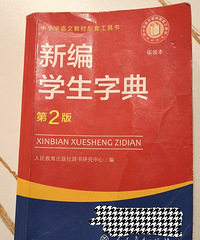 中小学语文教材配套工具书
新编
学生字典
第2版
XINBIAN XUESHENG ZIDIAN
人民教育出版社辞书研究中心 / 编